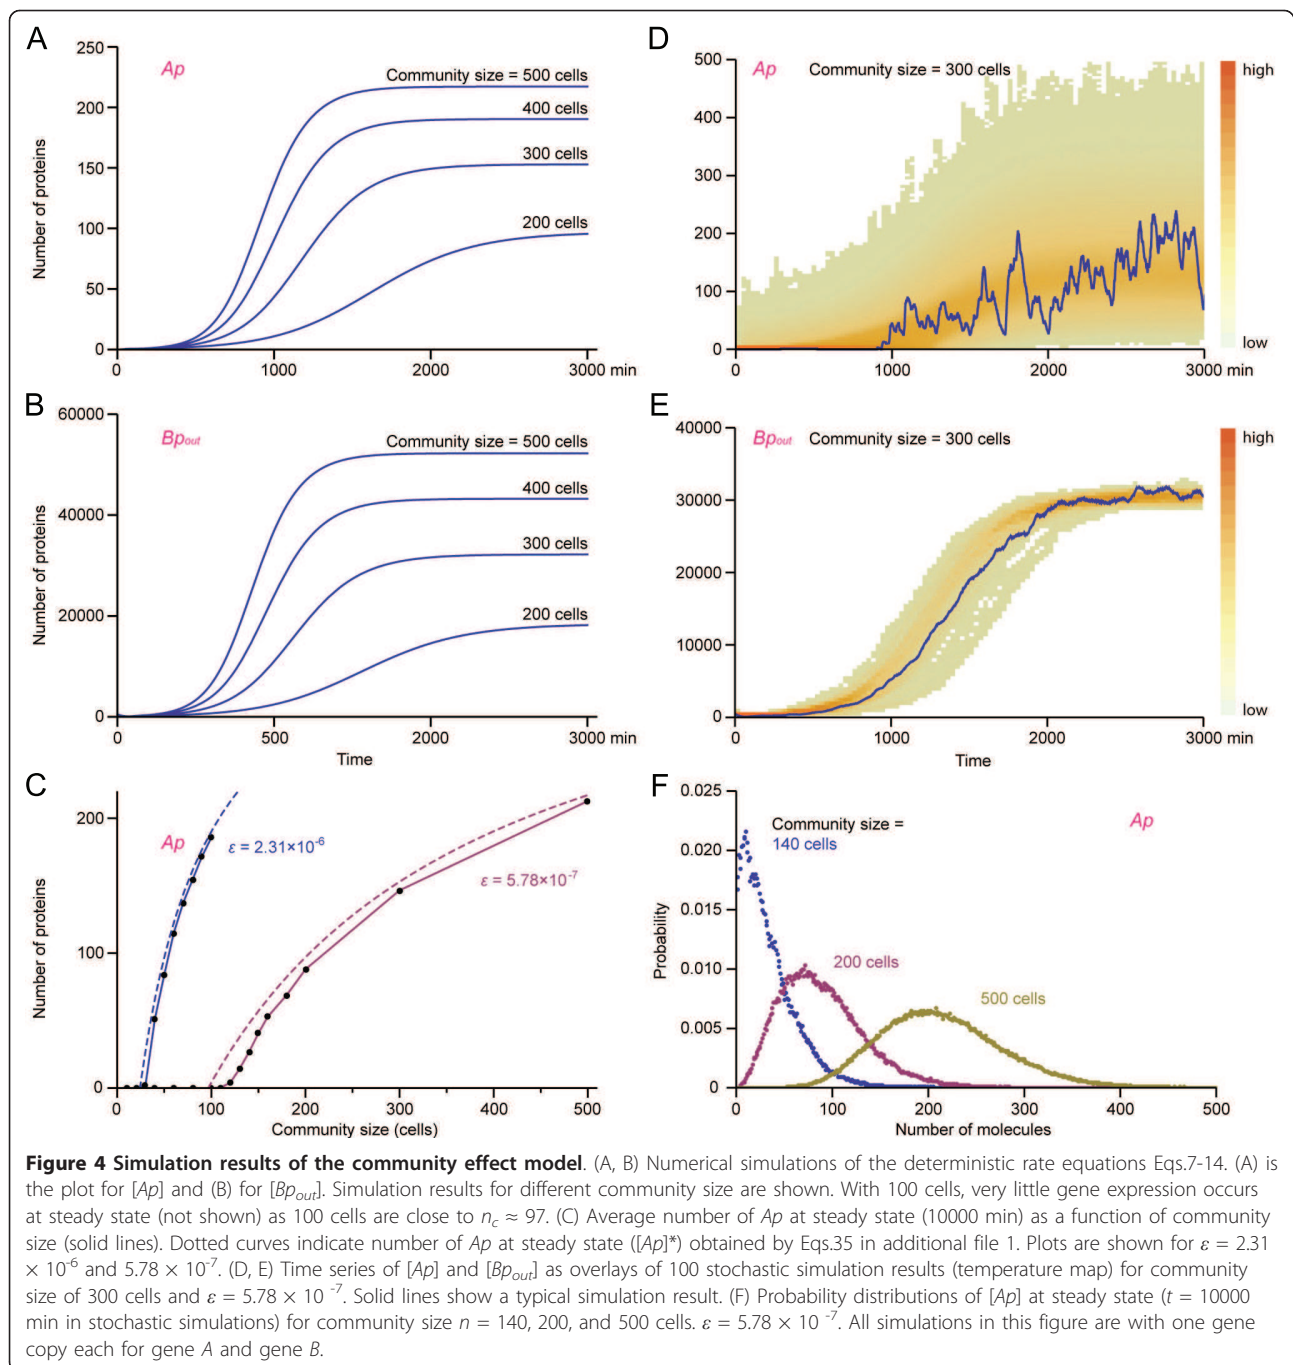 A
Ap
Community size = 500 cells
400 cells
300 cells
200 cells
250
200
150
100
50
0
Number of proteins
0
1000
2000
3000 min
B
Bpout
Community size = 500 cells
400 cells
300 cells
200 cells
60000
40000
20000
0
Number of proteins
0
500
2000
3000 min
Time
C
Ap
ε = 2.31×10-6
ε = 5.78×10-7
200
100
0
Number of proteins
0
100
200
300
400
500
Community size (cells)
D
Ap
Community size = 300 cells
high
low
500
400
300
200
100
0
0
1000
2000
3000 min
E
Bpout
Community size = 300 cells
high
low
40000
30000
20000
10000
0
0
1000
2000
3000 min
Time
F
Ap
Community size =
140 cells
200 cells
500 cells
0.025
0.020
0.015
0.010
0.005
0
Probability
0
100
200
300
400
500
Number of molecules
Figure 4 Simulation results of the community effect model. (A, B) Numerical simulations of the deterministic rate equations Eqs.7-14. (A) is
the plot for [Ap] and (B) for [Bpout]. Simulation results for different community size are shown. With 100 cells, very little gene expression occurs
at steady state (not shown) as 100 cells are close to nc ≈ 97. (C) Average number of Ap at steady state (10000 min) as a function of community
size (solid lines). Dotted curves indicate number of Ap at steady state ([Ap]*) obtained by Eqs.35 in additional file 1. Plots are shown for ε = 2.31
× 10-6 and 5.78 × 10-7. (D, E) Time series of [Ap] and [Bpout] as overlays of 100 stochastic simulation results (temperature map) for community
size of 300 cells and ε = 5.78 × 10 -7. Solid lines show a typical simulation result. (F) Probability distributions of [Ap] at steady state (t = 10000
min in stochastic simulations) for community size n = 140, 200, and 500 cells. ε = 5.78 × 10 -7. All simulations in this figure are with one gene
copy each for gene A and gene B.